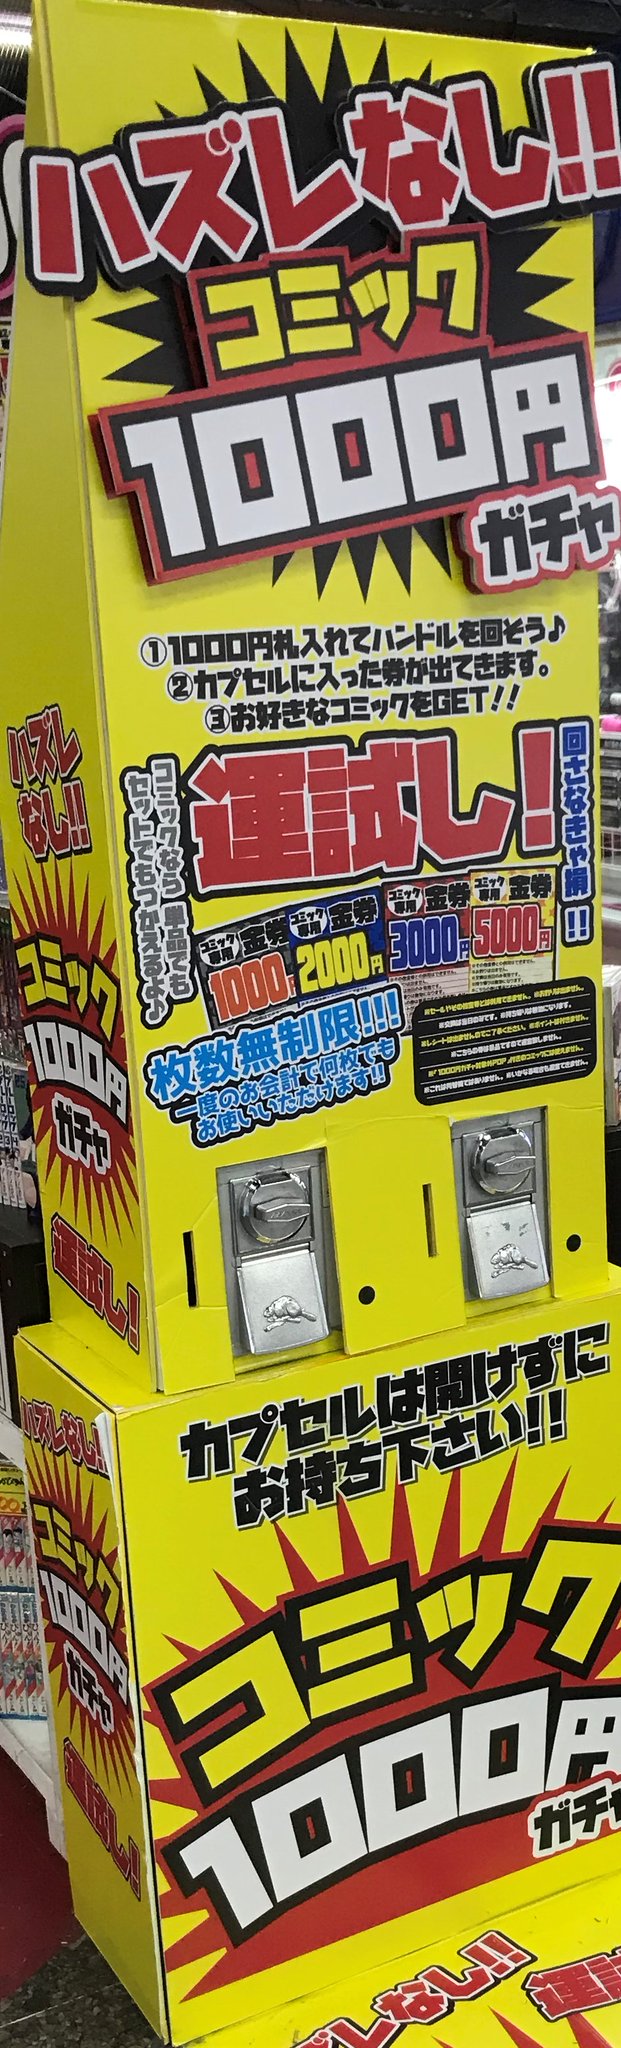 ハズレなし!!
コミック
1000円
ガチャ
①1000円札入れてハンドルを回そう♪
②カプセルに入った券が出てきます。
③お好きなコミックをGET!!
コミックなら 単品でも
セットでもつかえるよ♪
運試し!
回さなきゃ損!!
コミック専用 金券 1000円
コミック専用 金券 2000円
コミック専用 金券 3000円
コミック専用 金券 5000円
枚数無制限!!!
一度のお会計で何枚でも
お使いいただけます!!
カプセルは開けずに
お持ち下さい!!
コミック
1000円
ガチャ
ハズレ
なし!!
コミック
1000円
ガチャ
運試し!
ハズレなし!!
コミック
1000円
ガチャ
運試し!
ズレなし!!
運試